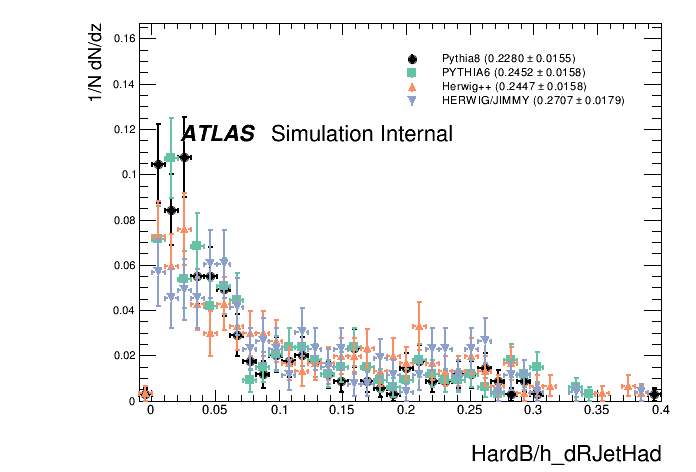 1/N dN/dz
0.16
0.14
0.12
0.1
0.08
0.06
0.04
0.02
0
Pythia8 (0.2280 ± 0.0155)
PYTHIA6 (0.2452 ± 0.0158)
Herwig++ (0.2447 ± 0.0158)
HERWIG/JIMMY (0.2707 ± 0.0179)
ATLAS Simulation Internal
0 0.05 0.1 0.15 0.2 0.25 0.3 0.35 0.4
HardB/h_dRJetHad